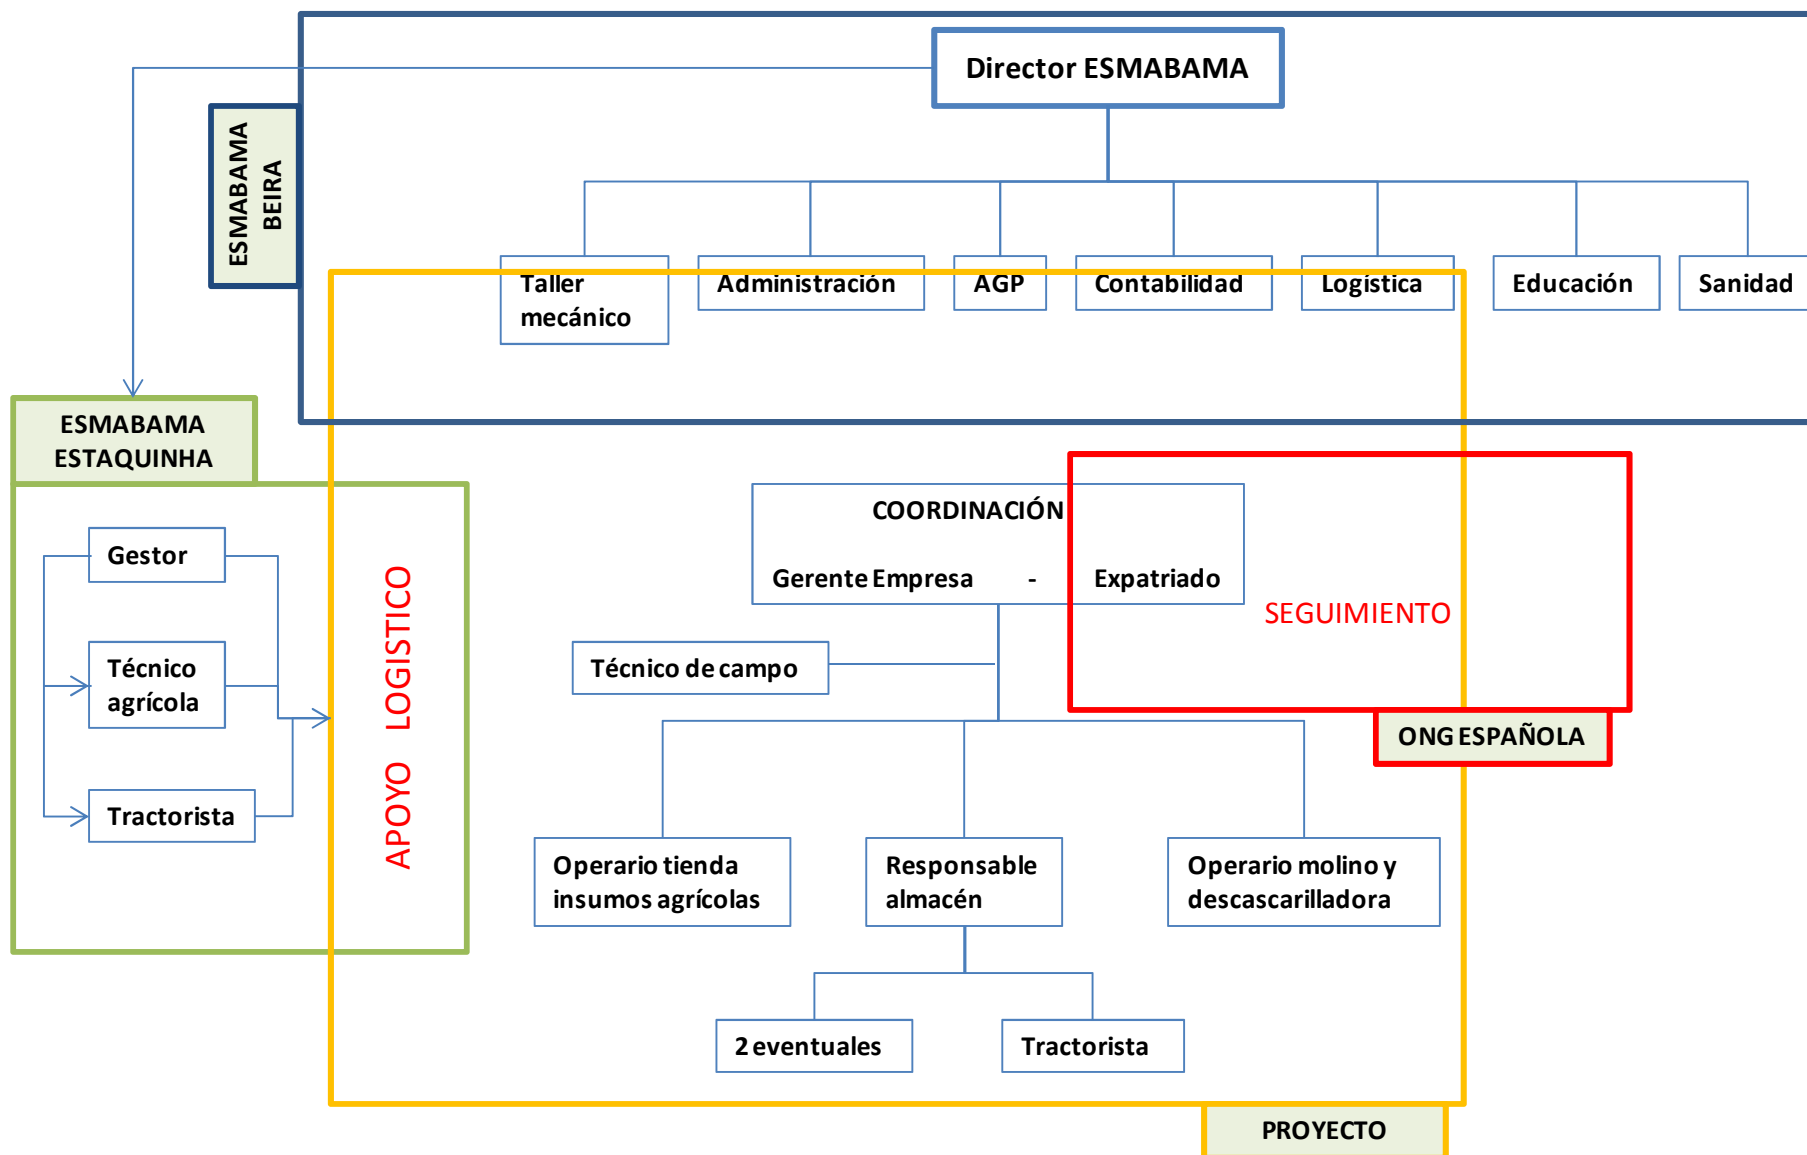 Director ESMABAMA
ESMABAMA
BEIRA
Taller
mecánico
Administración
AGP
Contabilidad
Logística
Educación
Sanidad
ESMABAMA
ESTAQUINHA
Gestor
Técnico
agrícola
Tractorista
APOYO LOGISTICO
COORDINACIÓN
Gerente Empresa - Expatriado
SEGUIMIENTO
ONG ESPAÑOLA
Técnico de campo
Operario tienda
insumos agrícolas
Responsable
almacén
Operario molino y
descascarilladora
2 eventuales
Tractorista
PROYECTO